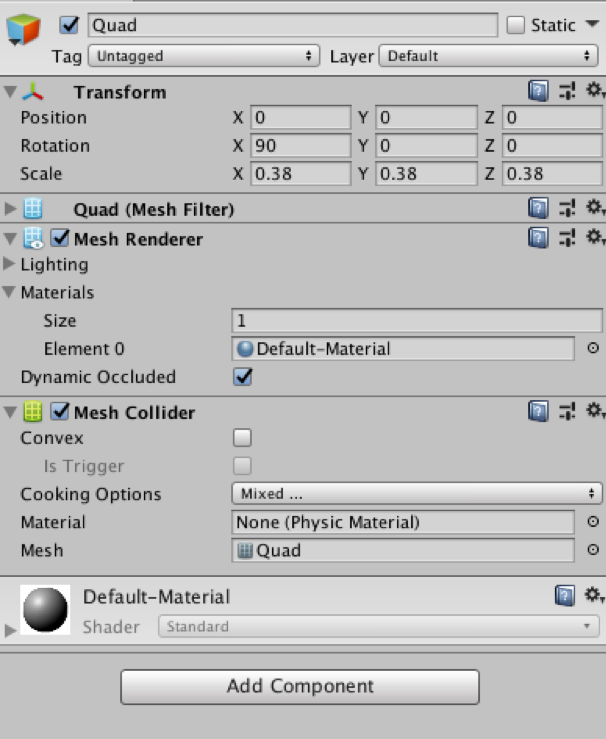 Quad Static
Tag Untagged Layer Default
Transform
Position X 0 Y 0 Z 0
Rotation X 90 Y 0 Z 0
Scale X 0.38 Y 0.38 Z 0.38
Quad (Mesh Filter)
Mesh Renderer
Lighting
Materials
Size 1
Element 0 Default-Material
Dynamic Occluded
Mesh Collider
Convex
Is Trigger
Cooking Options Mixed ...
Material None (Physic Material)
Mesh Quad
Default-Material
Shader Standard
Add Component